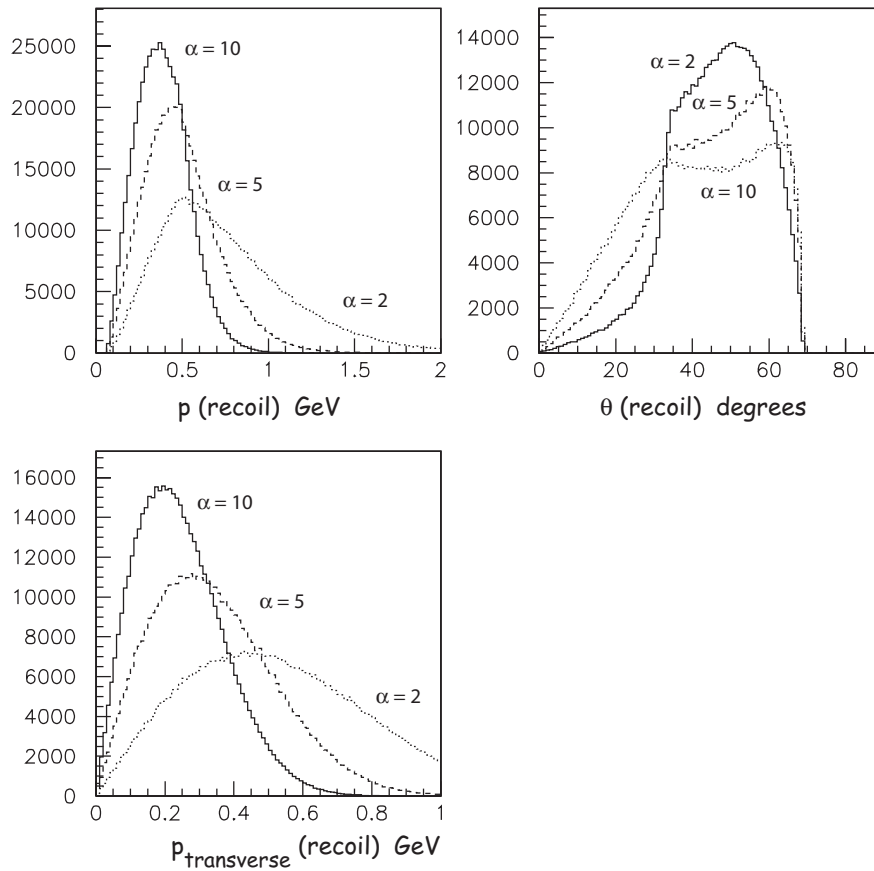 25000
20000
15000
10000
5000
0
α = 10
α = 5
α = 2
0 0.5 1 1.5 2
p (recoil) GeV
14000
12000
10000
8000
6000
4000
2000
0
α = 2
α = 5
α = 10
0 20 40 60 80
θ (recoil) degrees
16000
14000
12000
10000
8000
6000
4000
2000
0
α = 10
α = 5
α = 2
0 0.2 0.4 0.6 0.8 1
p transverse (recoil) GeV